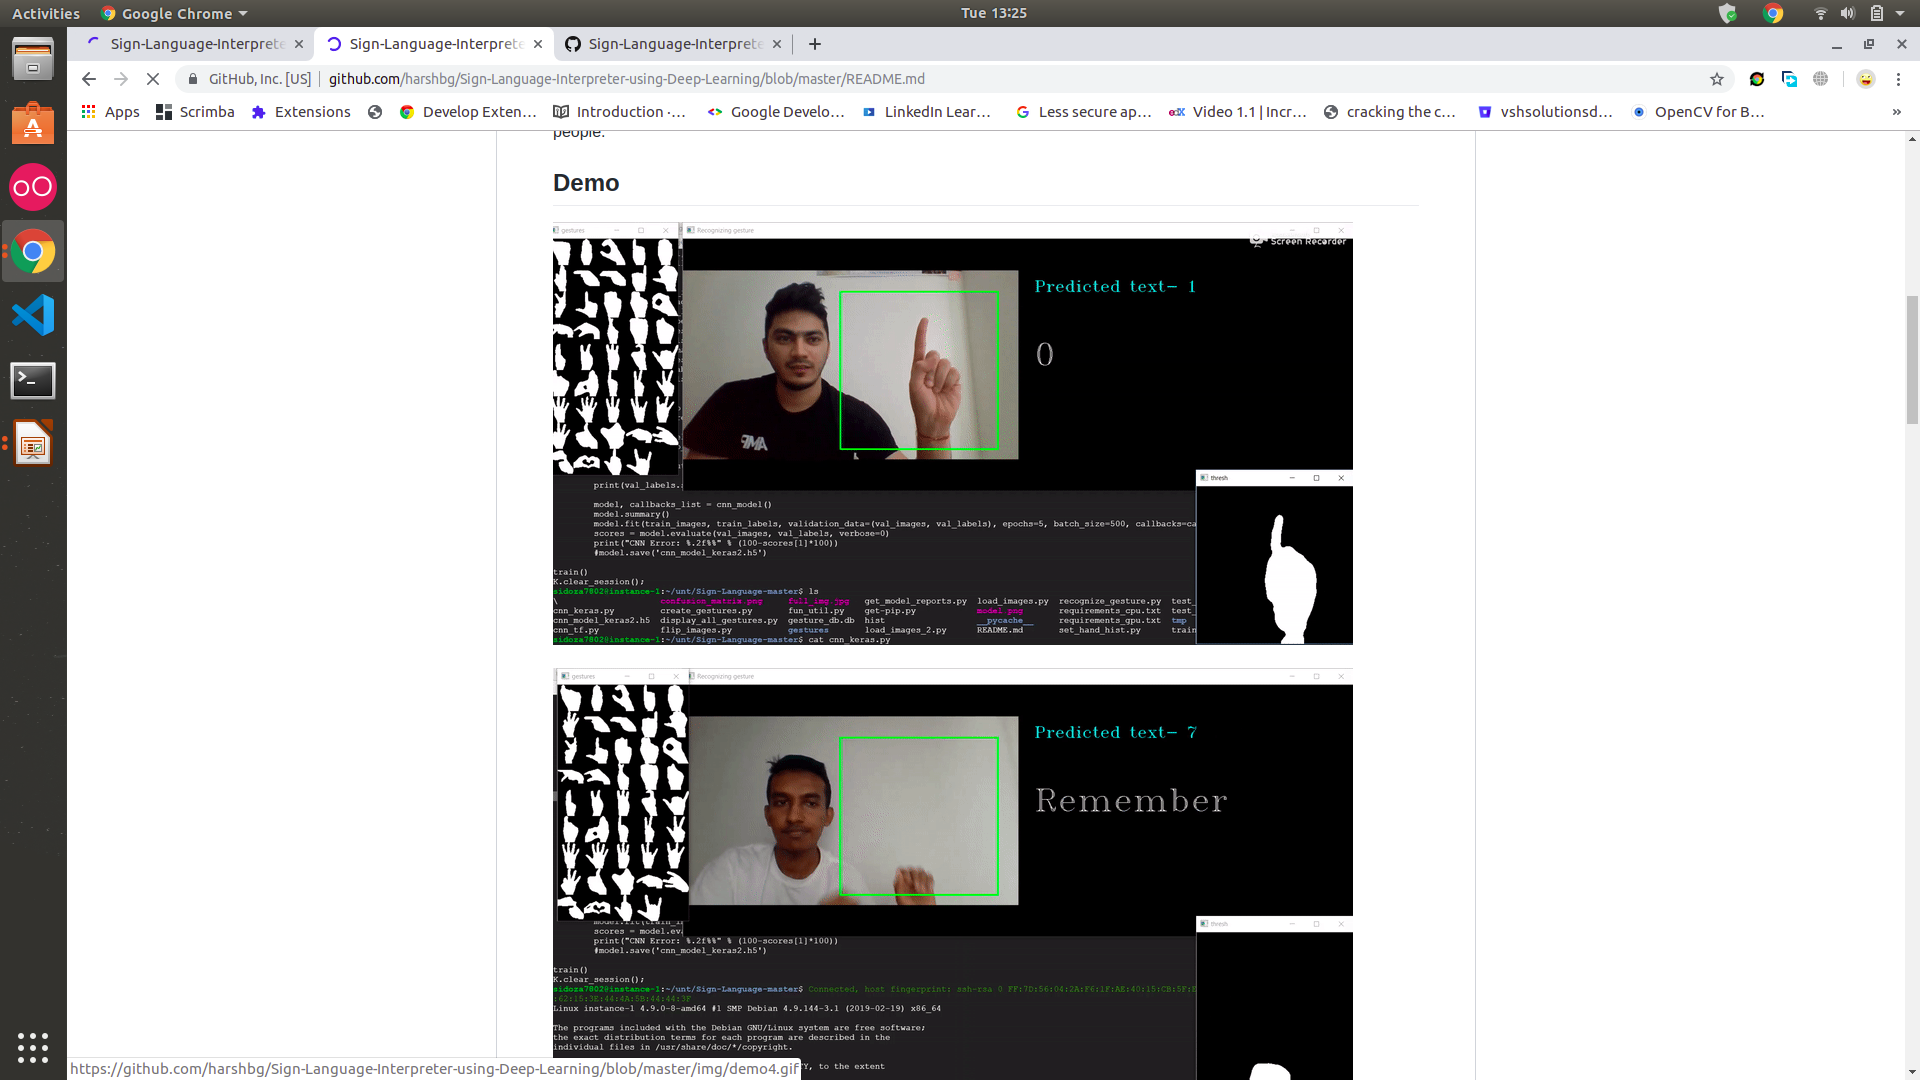 Activities
Google Chrome
Tue 13:25
Sign-Language-Interprete
Sign-Language-Interprete
Sign-Language-Interprete
GitHub, Inc. [US]
github.com/harshbg/Sign-Language-Interpreter-using-Deep-Learning/blob/master/README.md
Apps
Scrimba
Extensions
Develop Exten...
Introduction ·...
Google Develo...
LinkedIn Lear...
Less secure ap...
Video 1.1 | Incr...
cracking the c...
vshsolutionsd...
OpenCV for B...
people.
Demo
gestures
Recognizing gesture
Screen Recorder
Predicted text- 1
0
thresh
print(val_labels.
model, callbacks_list = cnn_model()
model.summary()
model.fit(train_images, train_labels, validation_data=(val_images, val_labels), epochs=5, batch_size=500, callbacks=ca
scores = model.evaluate(val_images, val_labels, verbose=0)
print("CNN Error: %.2f%%" % (100-scores[1]*100))
#model.save('cnn_model_keras2.h5')
train()
K.clear_session();
sidoza7802@instance-1:~/unt/Sign-Language-master$ ls
\ confusion_matrix.png full_img.jpg get_model_reports.py load_images.py recognize_gesture.py test_
cnn_keras.py create_gestures.py fun_util.py get-pip.py model.png requirements_cpu.txt test_
cnn_model_keras2.h5 display_all_gestures.py gesture_db.db hist __pycache__ requirements_gpu.txt tmp
cnn_tf.py flip_images.py gestures load_images_2.py README.md set_hand_hist.py train
sidoza7802@instance-1:~/unt/Sign-Language-master$ cat cnn_keras.py
gestures
Recognizing gesture
Predicted text- 7
Remember
thresh
scores = model.eva
print("CNN Error: %.2f%%" % (100-scores[1]*100))
#model.save('cnn_model_keras2.h5')
train()
K.clear_session();
sidoza7802@instance-1:~/unt/Sign-Language-master$ Connected, host fingerprint: ssh-rsa 0 FF:7D:56:04:2A:F6:1F:AE:40:15:CB:5F:E
:62:15:3E:44:4A:5B:44:44:3F
Linux instance-1 4.9.0-8-amd64 #1 SMP Debian 4.9.144-3.1 (2019-02-19) x86_64
The programs included with the Debian GNU/Linux system are free software;
the exact distribution terms for each program are described in the
individual files in /usr/share/doc/*/copyright.
Y, to the extent
https://github.com/harshbg/Sign-Language-Interpreter-using-Deep-Learning/blob/master/img/demo4.gif